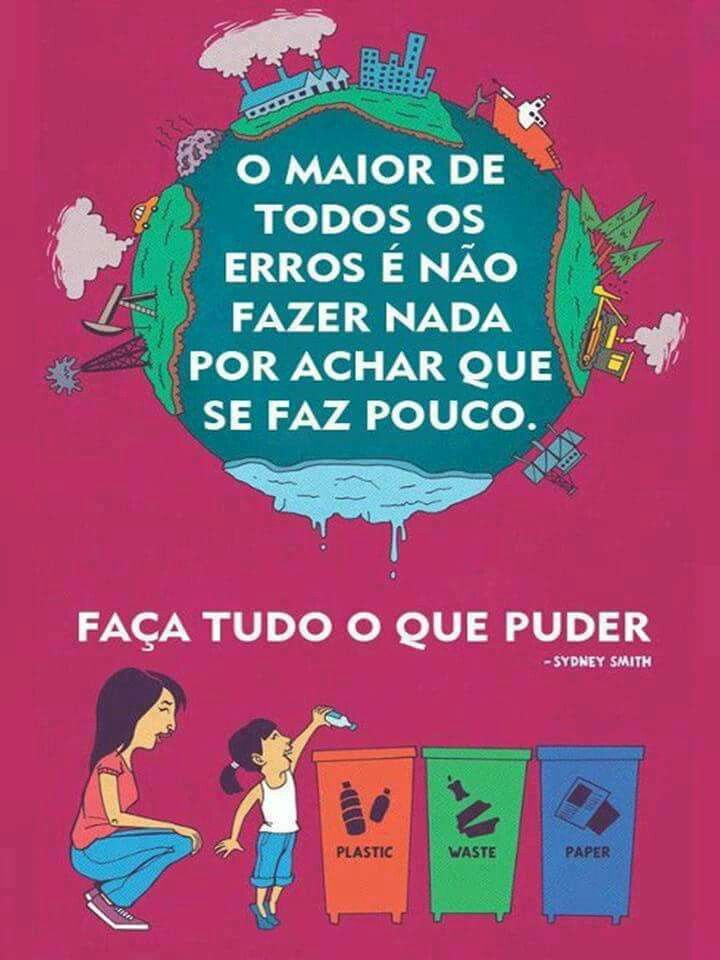 O MAIOR DE
TODOS OS
ERROS É NÃO
FAZER NADA
POR ACHAR QUE
SE FAZ POUCO.
FAÇA TUDO O QUE PUDER
-SYDNEY SMITH
PLASTIC
WASTE
PAPER